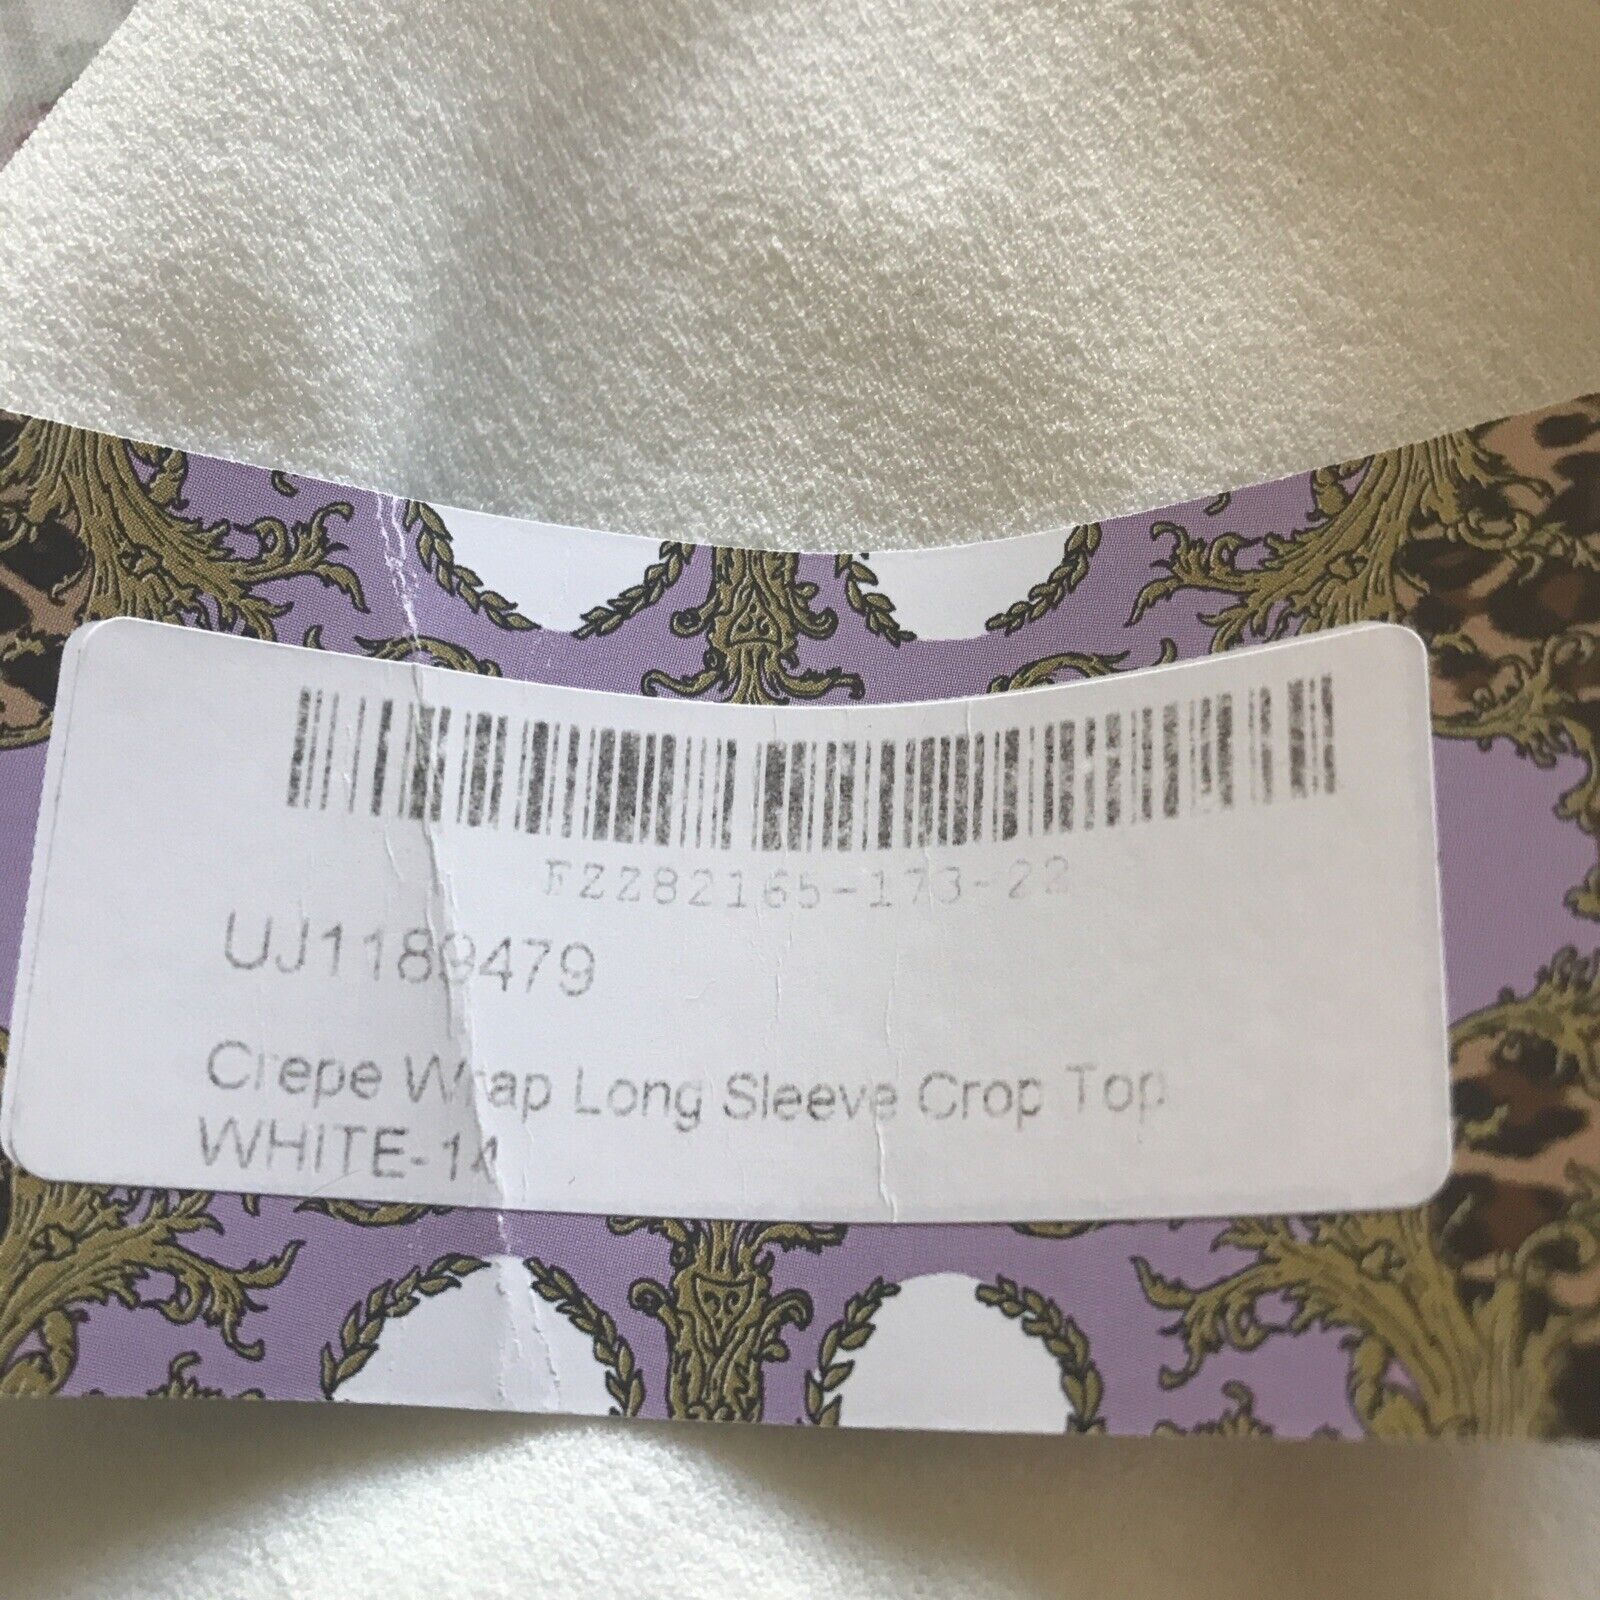 FZZ82165-173-22
UJ1189479
Crepe Wrap Long Sleeve Crop Top
WHITE-14